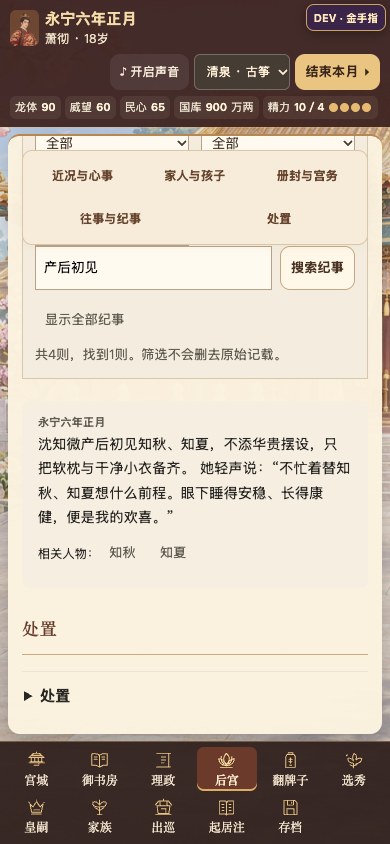 永宁六年正月
萧彻 · 18岁
DEV · 金手指
♪ 开启声音
清泉 · 古筝
结束本月
龙体 90
威望 60
民心 65
国库 900 万两
精力 10 / 4
全部
全部
近况与心事
家人与孩子
册封与宫务
往事与纪事
处置
产后初见
搜索纪事
显示全部纪事
共4则，找到1则。筛选不会删去原始记载。
永宁六年正月
沈知微产后初见知秋、知夏，不添华贵摆设，只
把软枕与干净小衣备齐。 她轻声说：“不忙着替知
秋、知夏想什么前程。眼下睡得安稳、长得康
健，便是我的欢喜。”
相关人物：
知秋
知夏
处置
▶ 处置
宫城
御书房
理政
后宫
翻牌子
选秀
皇嗣
家族
出巡
起居注
存档